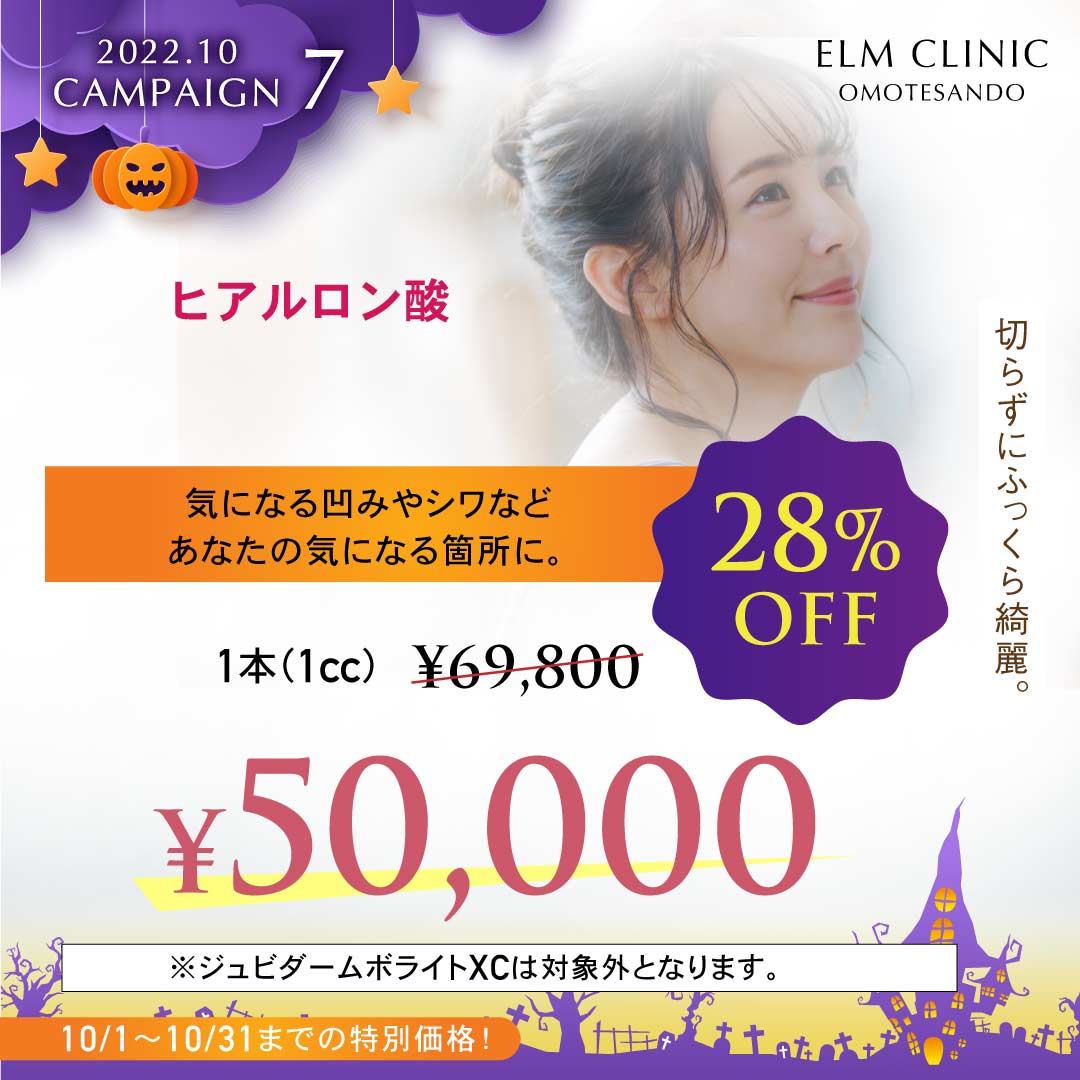 2022.10
CAMPAIGN 7
ELM CLINIC
OMOTESANDO
ヒアルロン酸
切らずにふっくら綺麗。
気になる凹みやシワなど
あなたの気になる箇所に。
28%
OFF
1本(1cc) ¥69,800
¥50,000
※ジュビダームボライトXCは対象外となります。
10/1~10/31までの特別価格!